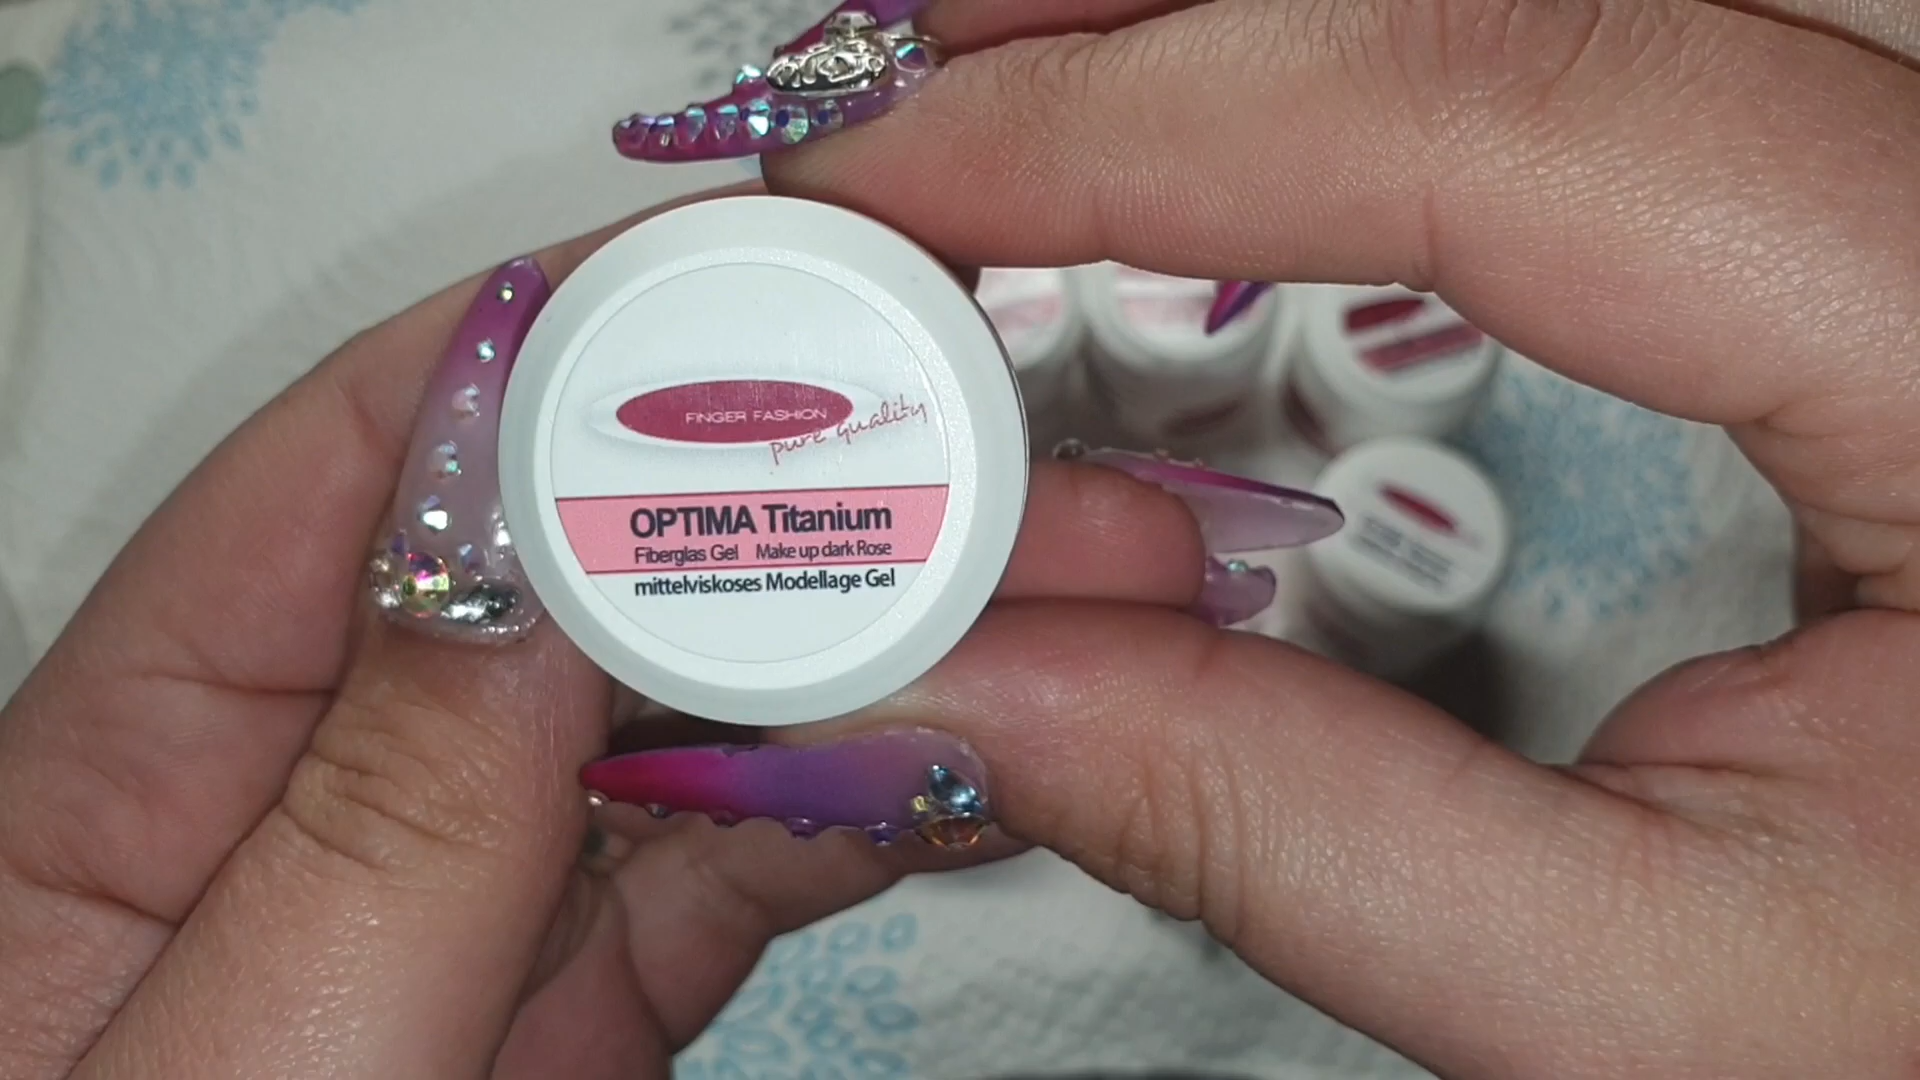 FINGER FASHION
pure quality
OPTIMA Titanium
Fiberglas Gel Make up dark Rose
mittelviskoses Modellage Gel